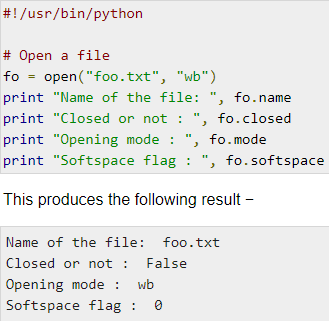 #!/usr/bin/python
# Open a file
fo = open("foo.txt", "wb")
print "Name of the file: ", fo.name
print "Closed or not : ", fo.closed
print "Opening mode : ", fo.mode
print "Softspace flag : ", fo.softspace
This produces the following result −
Name of the file:  foo.txt
Closed or not :  False
Opening mode :  wb
Softspace flag :  0